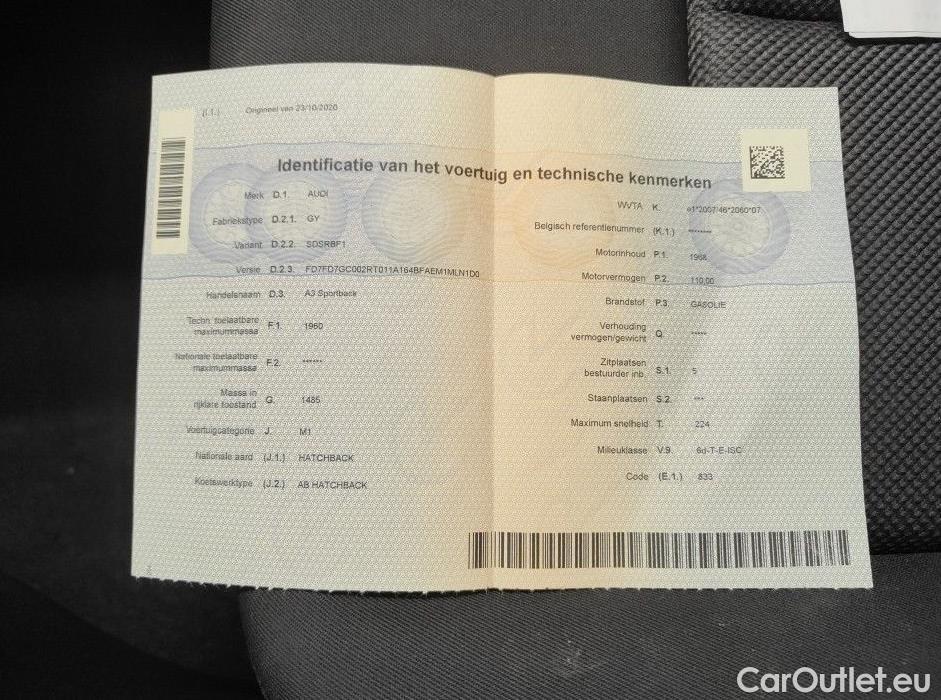 (I.1.) Origineel van 23/10/2020
Identificatie van het voertuig en technische kenmerken
Merk D.1. AUDI
Fabriekstype D.2.1. GY
Variant D.2.2. SDSRBF1
Versie D.2.3. FD7FD7GC002RT011A164BFAEM1MLN1D0
Handelsnaam D.3. A3 Sportback
Techn. toelaatbare
maximummassa F.1. 1960
Nationale toelaatbare
maximummassa F.2. ******
Massa in
rijklare toestand G. 1485
Voertuigcategorie J. M1
Nationale aard (J.1.) HATCHBACK
Koetswerktype (J.2.) AB HATCHBACK
WVTA K. e1*2007/46*2060*07
Belgisch referentienummer (K.1.) ********
Motorinhoud P.1. 1968
Motorvermogen P.2. 110,00
Brandstof P.3. GASOLIE
Verhouding
vermogen/gewicht Q. *****
Zitplaatsen
bestuurder inb. S.1. 5
Staanplaatsen S.2. ***
Maximum snelheid T. 224
Milieuklasse V.9. 6d-T-E-ISC
Code (E.1.) 833
CarOutlet.eu